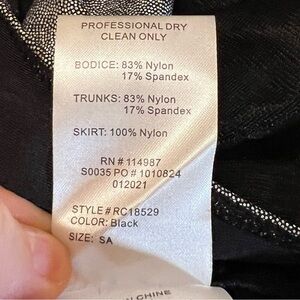 PROFESSIONAL DRY
CLEAN ONLY
BODICE: 83% Nylon
17% Spandex
TRUNKS: 83% Nylon
17% Spandex
SKIRT: 100% Nylon
RN # 114987
S0035 PO # 1010824
012021
STYLE # RC18529
COLOR: Black
SIZE: SA
CHINE